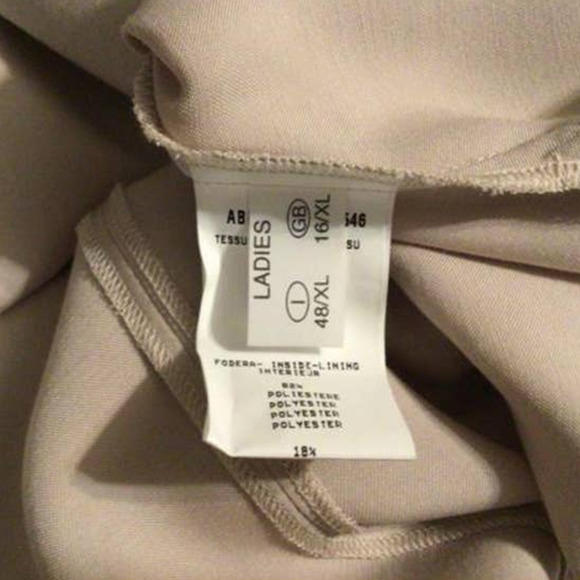 AB 546
TESSU SU
LADIES
GB
16/XL
I
48/XL
FODERA- INSIDE-LINING
INTERIEUR
82%
POLIESTERE
POLYESTER
POLYESTER
POLYESTER
18%